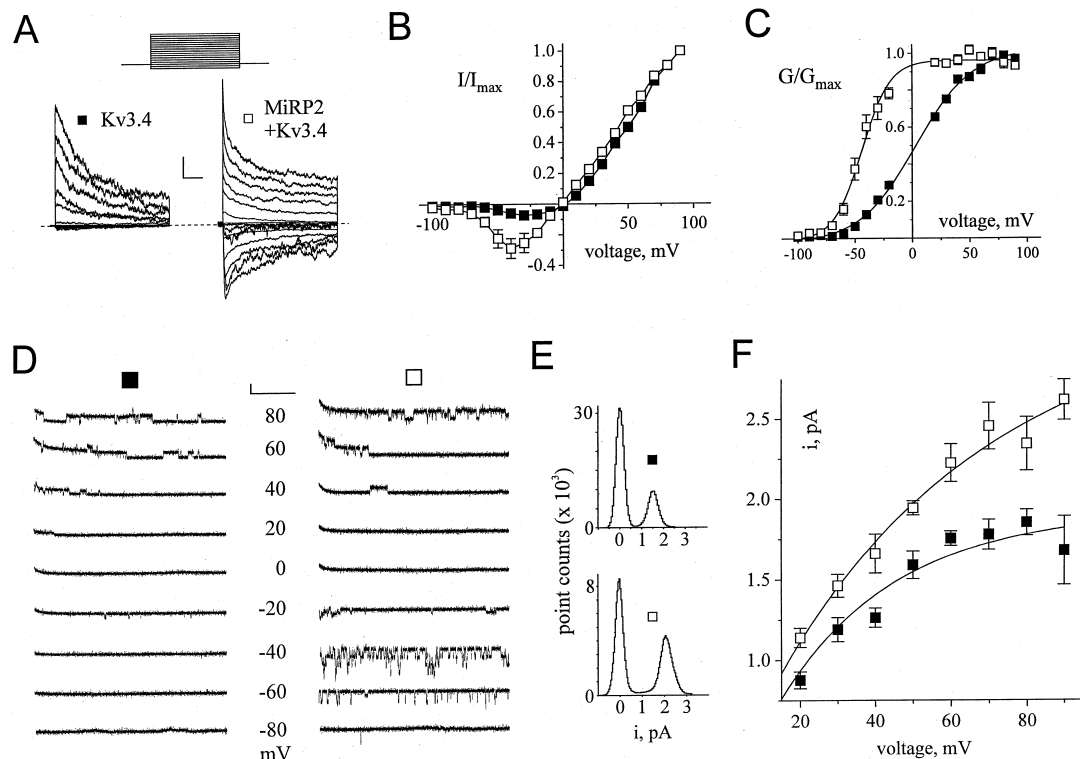 A
Kv3.4
MiRP2
+Kv3.4
B
I/Imax
1.0
0.8
0.6
0.4
0.2
-0.4
-100
50
100
voltage, mV
C
G/Gmax
1.0
0.6
0.2
voltage, mV
-100
-50
0
50
100
D
80
60
40
20
0
-20
-40
-60
-80
mV
E
point counts (x 10³)
30
0
0 1 2 3
8
0
0 1 2 3
i, pA
F
i, pA
2.5
2.0
1.5
1.0
20
40
60
80
voltage, mV